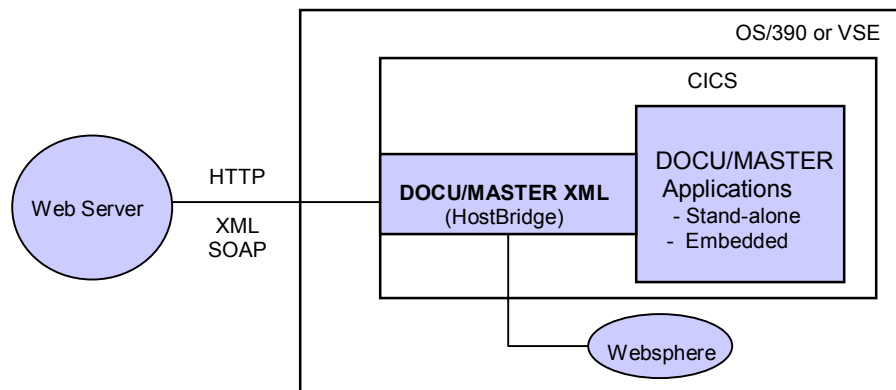 OS/390 or VSE
CICS
Web Server
HTTP
XML
SOAP
DOCU/MASTER XML
(HostBridge)
DOCU/MASTER
Applications
- Stand-alone
- Embedded
Websphere